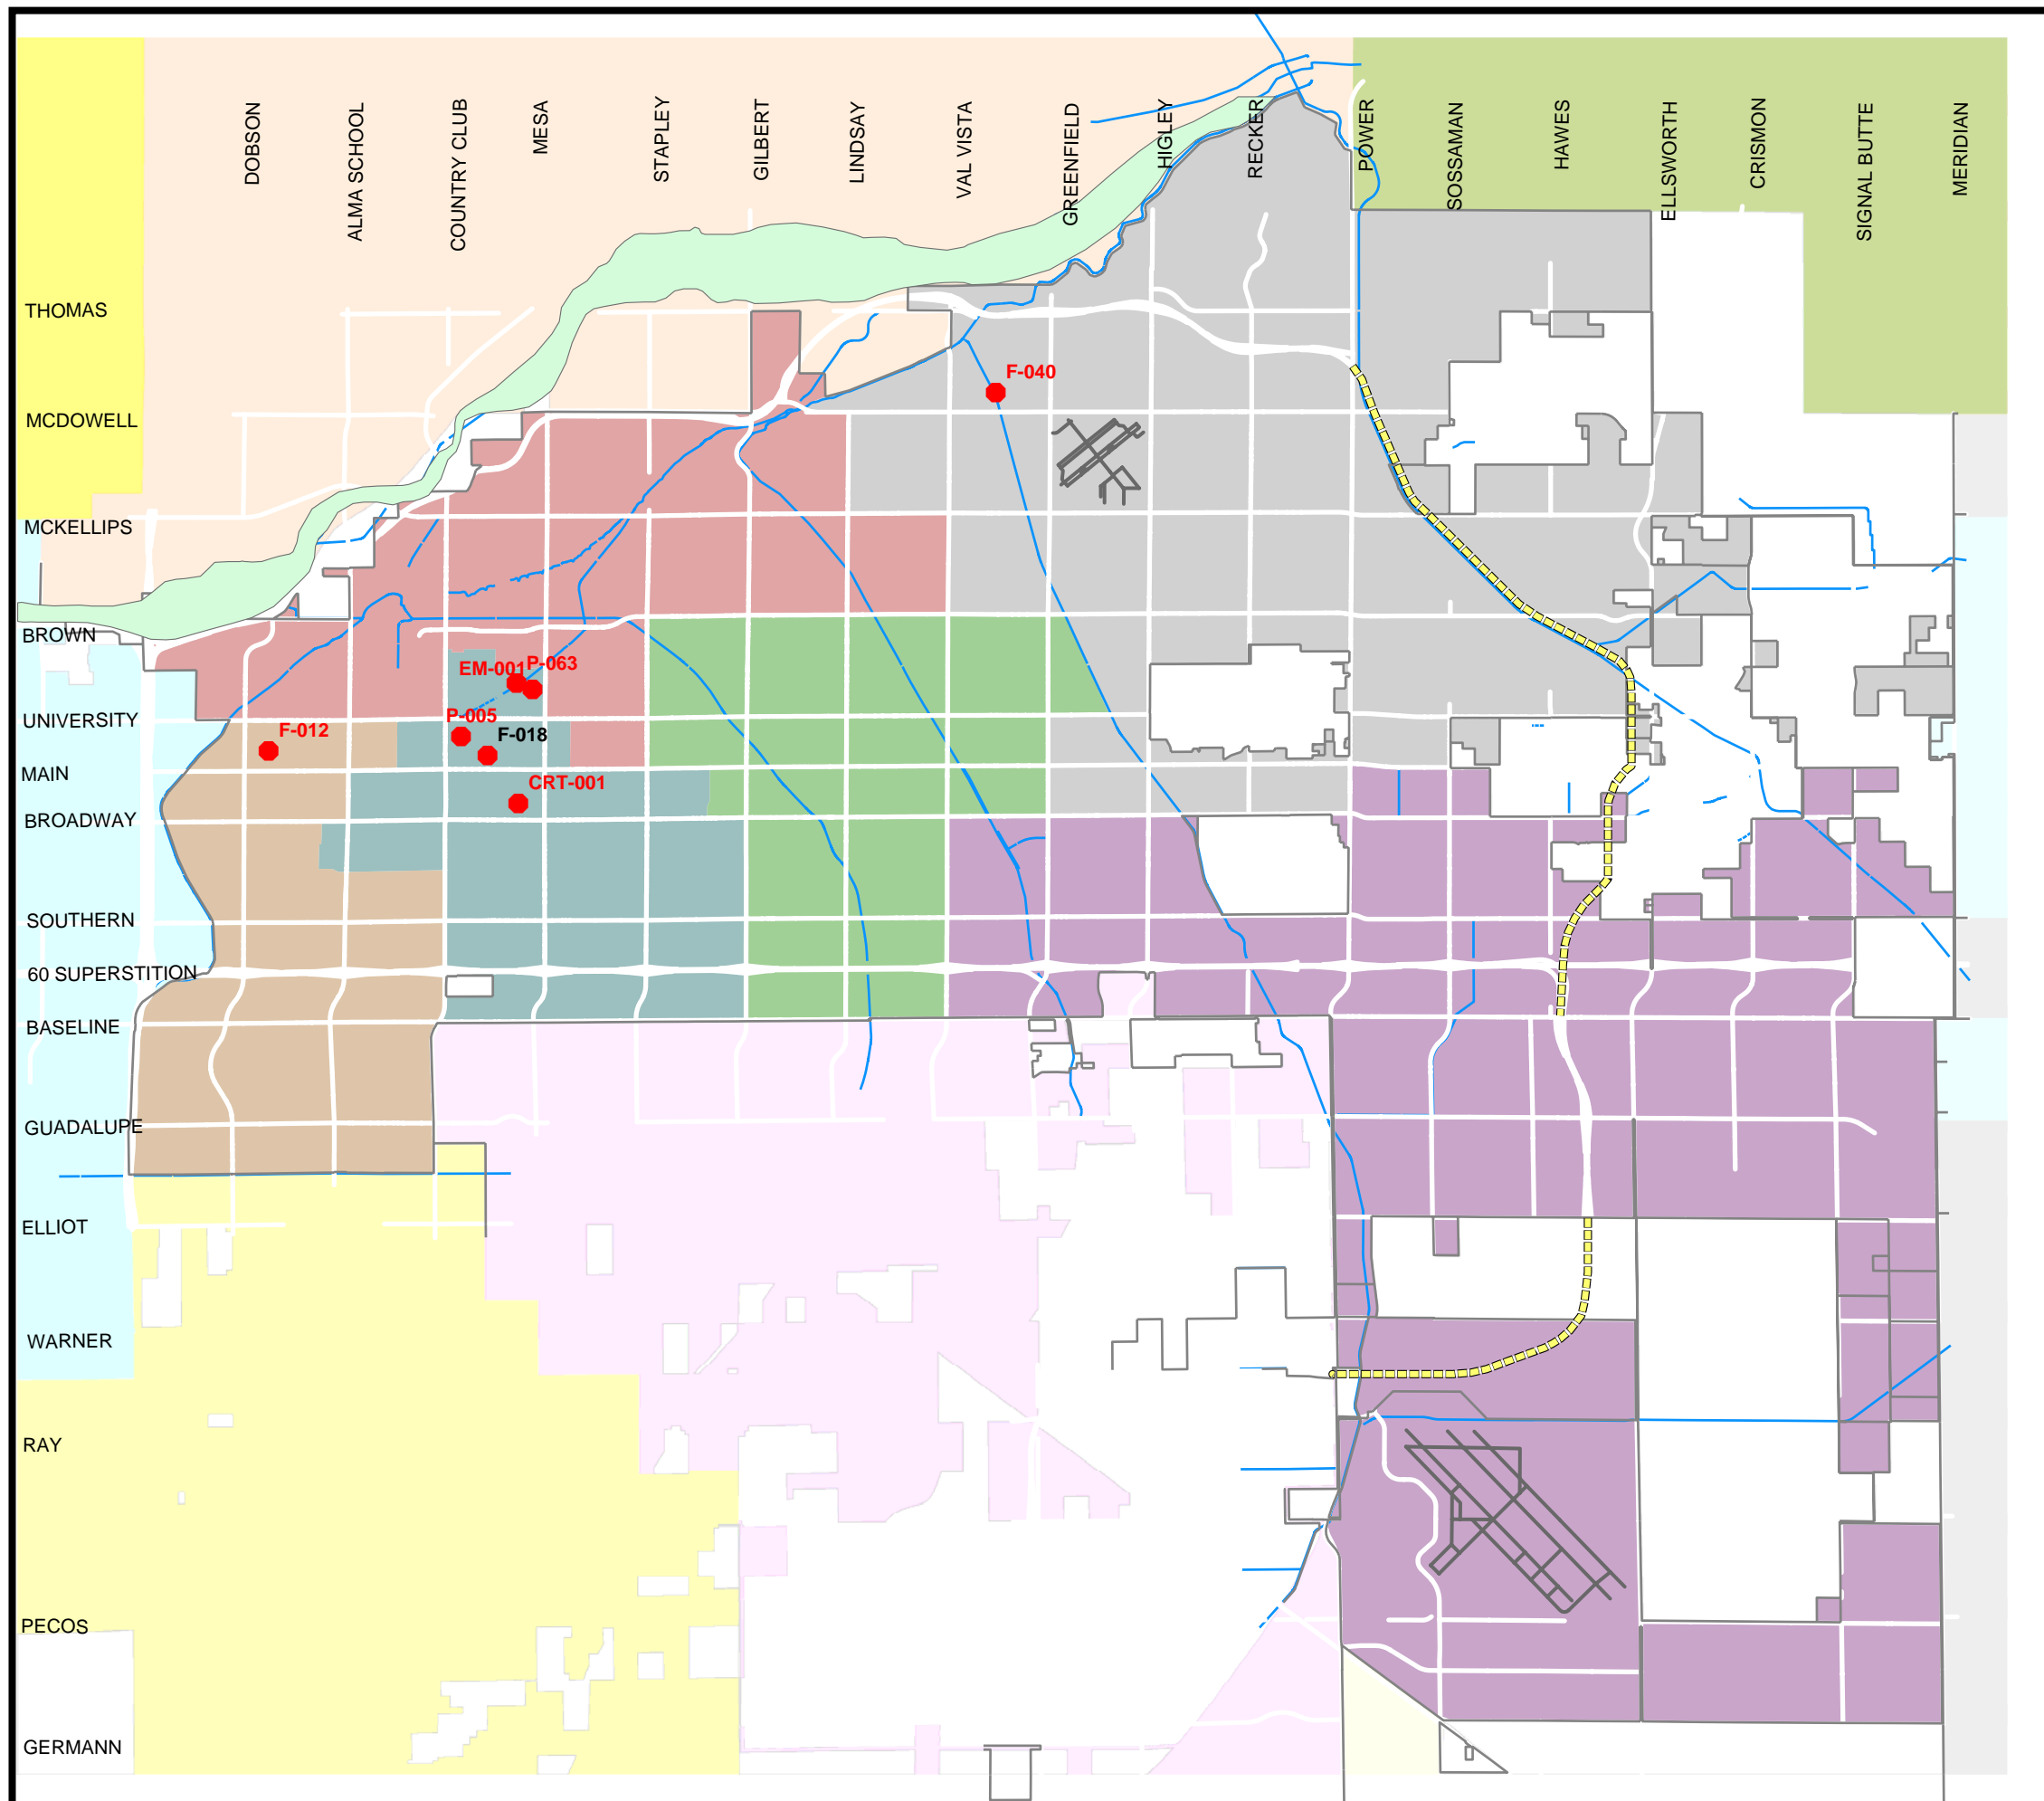 DOBSON
ALMA SCHOOL
COUNTRY CLUB
MESA
STAPLEY
GILBERT
LINDSAY
VAL VISTA
GREENFIELD
HIGLEY
RECKER
POWER
SOSSAMAN
HAWES
ELLSWORTH
CRISMON
SIGNAL BUTTE
MERIDIAN
THOMAS
F-040
MCDOWELL
MCKELLIPS
BROWN
EM-001
P-063
UNIVERSITY
P-005
F-012
F-018
MAIN
CRT-001
BROADWAY
SOUTHERN
60 SUPERSTITION
BASELINE
GUADALUPE
ELLIOT
WARNER
RAY
PECOS
GERMANN